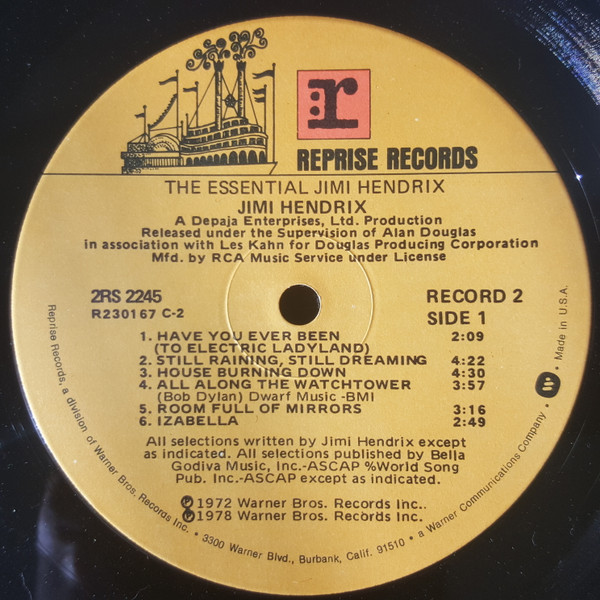 :r
REPRISE RECORDS
THE ESSENTIAL JIMI HENDRIX
JIMI HENDRIX
A Depaja Enterprises, Ltd. Production
Released under the Supervision of Alan Douglas
in association with Les Kahn for Douglas Producing Corporation
Mfd. by RCA Music Service under License
2RS 2245
R230167 C-2
RECORD 2
SIDE 1
1. HAVE YOU EVER BEEN 2:09
(TO ELECTRIC LADYLAND)
2. STILL RAINING, STILL DREAMING 4:22
3. HOUSE BURNING DOWN 4:30
4. ALL ALONG THE WATCHTOWER 3:57
(Bob Dylan) Dwarf Music -BMI
5. ROOM FULL OF MIRRORS 3:16
6. IZABELLA 2:49
All selections written by Jimi Hendrix except
as indicated. All selections published by Bella
Godiva Music, Inc.-ASCAP %World Song
Pub. Inc.-ASCAP except as indicated.
℗ 1972 Warner Bros. Records Inc.
℗ 1978 Warner Bros. Records Inc.
Reprise Records, a division of Warner Bros. Records Inc. • 3300 Warner Blvd., Burbank, Calif. 91510 • a Warner Communications Company. • W • Made in U.S.A.